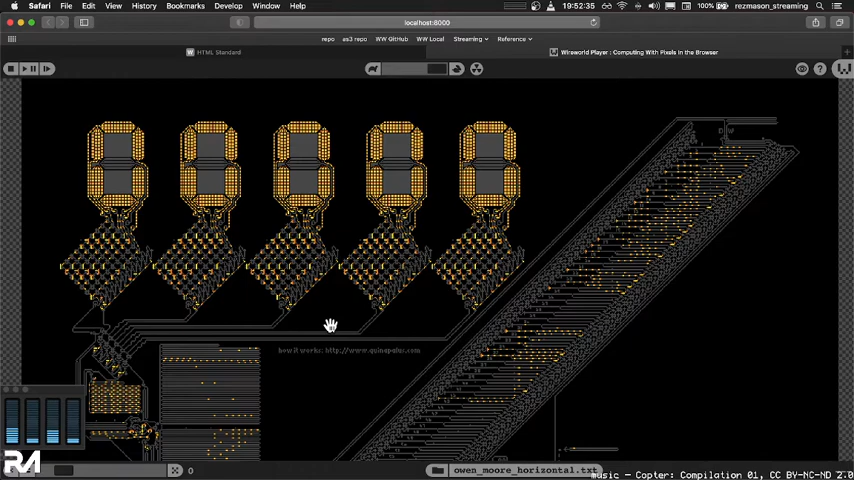 Safari File Edit View History Bookmarks Develop Window Help
19:52:35
100%
rezmason_streaming
localhost:8000
repo as3 repo WW GitHub WW Local Streaming Reference
HTML Standard
Wireworld Player : Computing With Pixels in the Browser
how it works: http://www.quinapalus.com
0
owen_moore_horizontal.txt
music - Copter: Compilation 01, CC BY-NC-ND 2.0